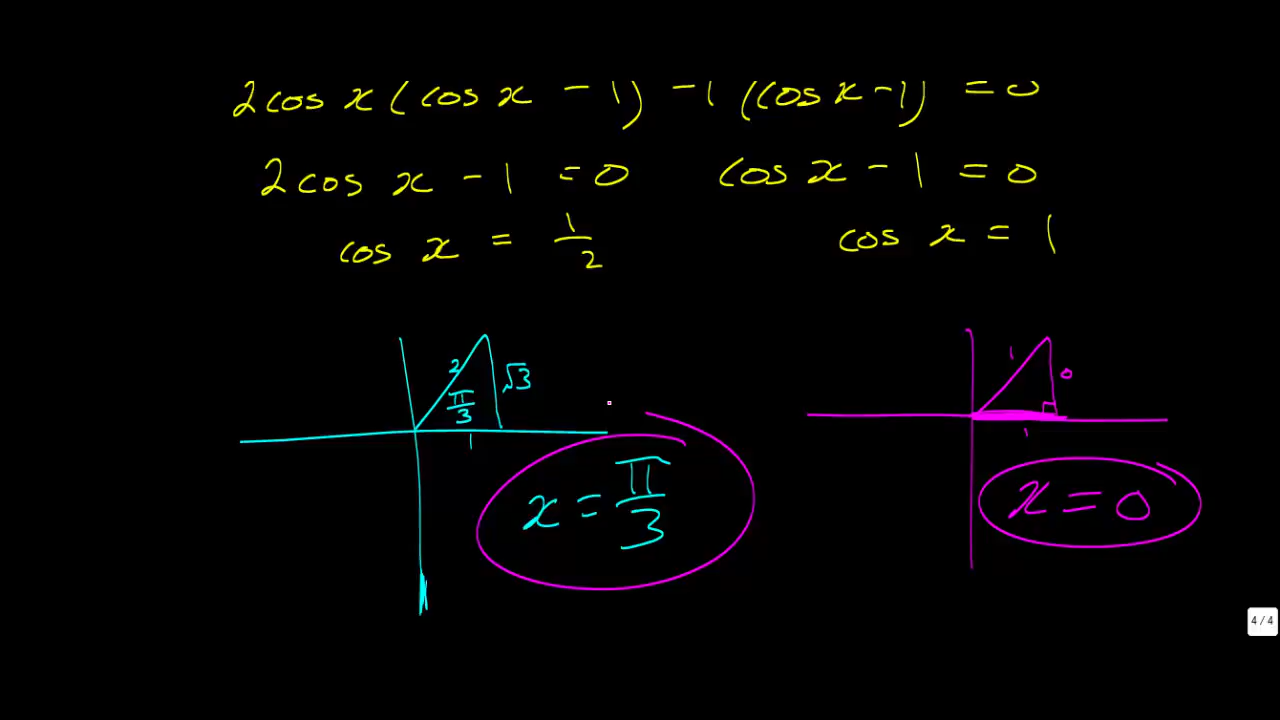 2cos x (cos x - 1) - 1 (cos x - 1) = 0
2cos x - 1 = 0 cos x - 1 = 0
cos x = 1/2 cos x = 1
2 √3 π/3 1
1 0 1
x = π/3 x = 0
4/4